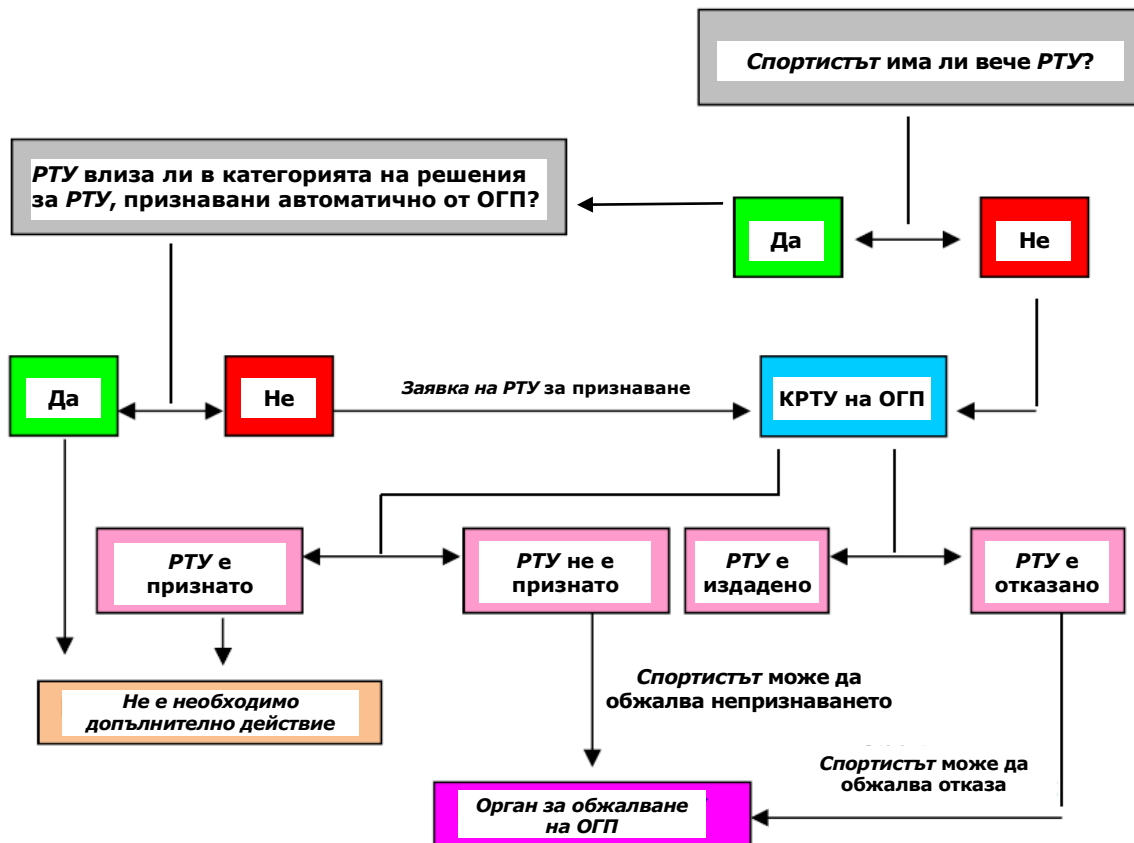 Спортистът има ли вече РТУ?
РТУ влиза ли в категорията на решения
за РТУ, признавани автоматично от ОГП?
Да
Не
Да
Не
Заявка на РТУ за признаване
КРТУ на ОГП
РТУ е
признато
РТУ не е
признато
РТУ е
издадено
РТУ е
отказано
Не е необходимо
допълнително действие
Спортистът може да
обжалва непризнаването
Спортистът може да
обжалва отказа
Орган за обжалване
на ОГП